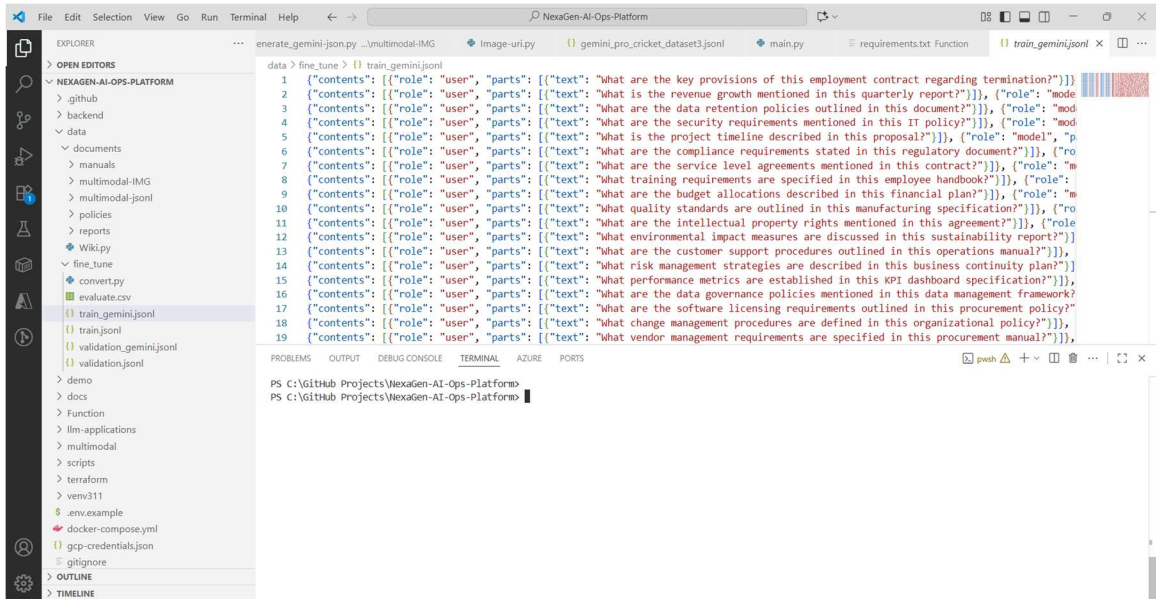 File Edit Selection View Go Run Terminal Help
NexaGen-AI-Ops-Platform
EXPLORER
enerate_gemini-json.py ...\multimodal-IMG
Image-uri.py
gemini_pro_cricket_dataset3.jsonl
main.py
requirements.txt Function
train_gemini.jsonl
OPEN EDITORS
NEXAGEN-AI-OPS-PLATFORM
.github
backend
data
documents
manuals
multimodal-IMG
multimodal-jsonl
policies
reports
Wiki.py
fine_tune
convert.py
evaluate.csv
train_gemini.jsonl
train.jsonl
validation_gemini.jsonl
validation.jsonl
demo
docs
Function
llm-applications
multimodal
scripts
terraform
venv311
.env.example
docker-compose.yml
gcp-credentials.json
gitignore
OUTLINE
TIMELINE
1
data > fine_tune > {} train_gemini.jsonl
1 {"contents": [{"role": "user", "parts": [{"text": "What are the key provisions of this employment contract regarding termination?"}]}
2 {"contents": [{"role": "user", "parts": [{"text": "What is the revenue growth mentioned in this quarterly report?"}]}, {"role": "mode
3 {"contents": [{"role": "user", "parts": [{"text": "What are the data retention policies outlined in this document?"}]}, {"role": "mod
4 {"contents": [{"role": "user", "parts": [{"text": "What are the security requirements mentioned in this IT policy?"}]}, {"role": "mod
5 {"contents": [{"role": "user", "parts": [{"text": "What is the project timeline described in this proposal?"}]}, {"role": "model", "p
6 {"contents": [{"role": "user", "parts": [{"text": "What are the compliance requirements stated in this regulatory document?"}]}, {"ro
7 {"contents": [{"role": "user", "parts": [{"text": "What are the service level agreements mentioned in this contract?"}]}, {"role": "m
8 {"contents": [{"role": "user", "parts": [{"text": "What training requirements are specified in this employee handbook?"}]}, {"role":
9 {"contents": [{"role": "user", "parts": [{"text": "What are the budget allocations described in this financial plan?"}]}, {"role": "m
10 {"contents": [{"role": "user", "parts": [{"text": "What quality standards are outlined in this manufacturing specification?"}]}, {"ro
11 {"contents": [{"role": "user", "parts": [{"text": "What are the intellectual property rights mentioned in this agreement?"}]}, {"role
12 {"contents": [{"role": "user", "parts": [{"text": "What environmental impact measures are discussed in this sustainability report?"}]
13 {"contents": [{"role": "user", "parts": [{"text": "What are the customer support procedures outlined in this operations manual?"}]},
14 {"contents": [{"role": "user", "parts": [{"text": "What risk management strategies are described in this business continuity plan?"}]
15 {"contents": [{"role": "user", "parts": [{"text": "What performance metrics are established in this KPI dashboard specification?"}]},
16 {"contents": [{"role": "user", "parts": [{"text": "What are the data governance policies mentioned in this data management framework?
17 {"contents": [{"role": "user", "parts": [{"text": "What are the software licensing requirements outlined in this procurement policy?"
18 {"contents": [{"role": "user", "parts": [{"text": "What change management procedures are defined in this organizational policy?"}]},
19 {"contents": [{"role": "user", "parts": [{"text": "What vendor management requirements are specified in this procurement manual?"}]},
PROBLEMS OUTPUT DEBUG CONSOLE TERMINAL AZURE PORTS
pwsh
PS C:\GitHub Projects\NexaGen-AI-Ops-Platform>
PS C:\GitHub Projects\NexaGen-AI-Ops-Platform>